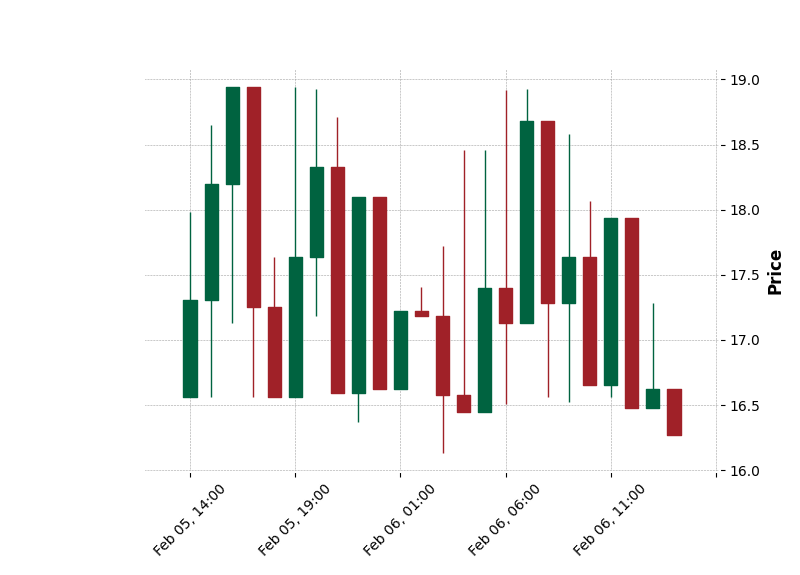 19.0
18.5
18.0
17.5
17.0
16.5
16.0
Price
Feb 05, 14:00
Feb 05, 19:00
Feb 06, 01:00
Feb 06, 06:00
Feb 06, 11:00